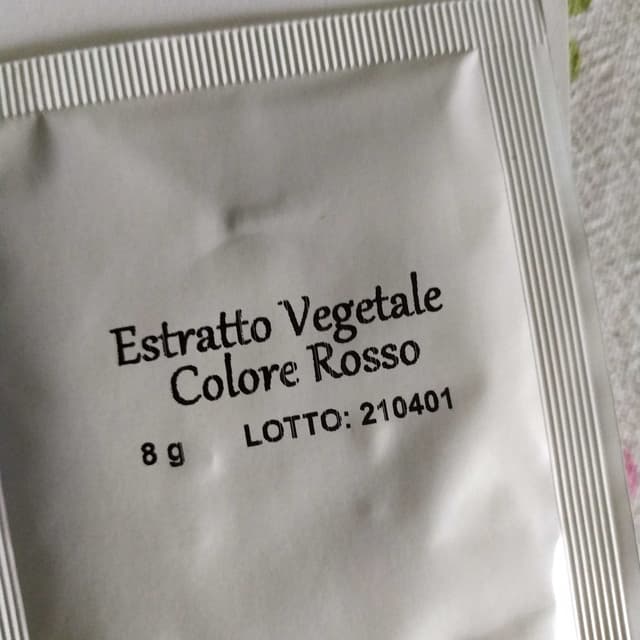 Estratto Vegetale
Colore Rosso
8 g LOTTO: 210401